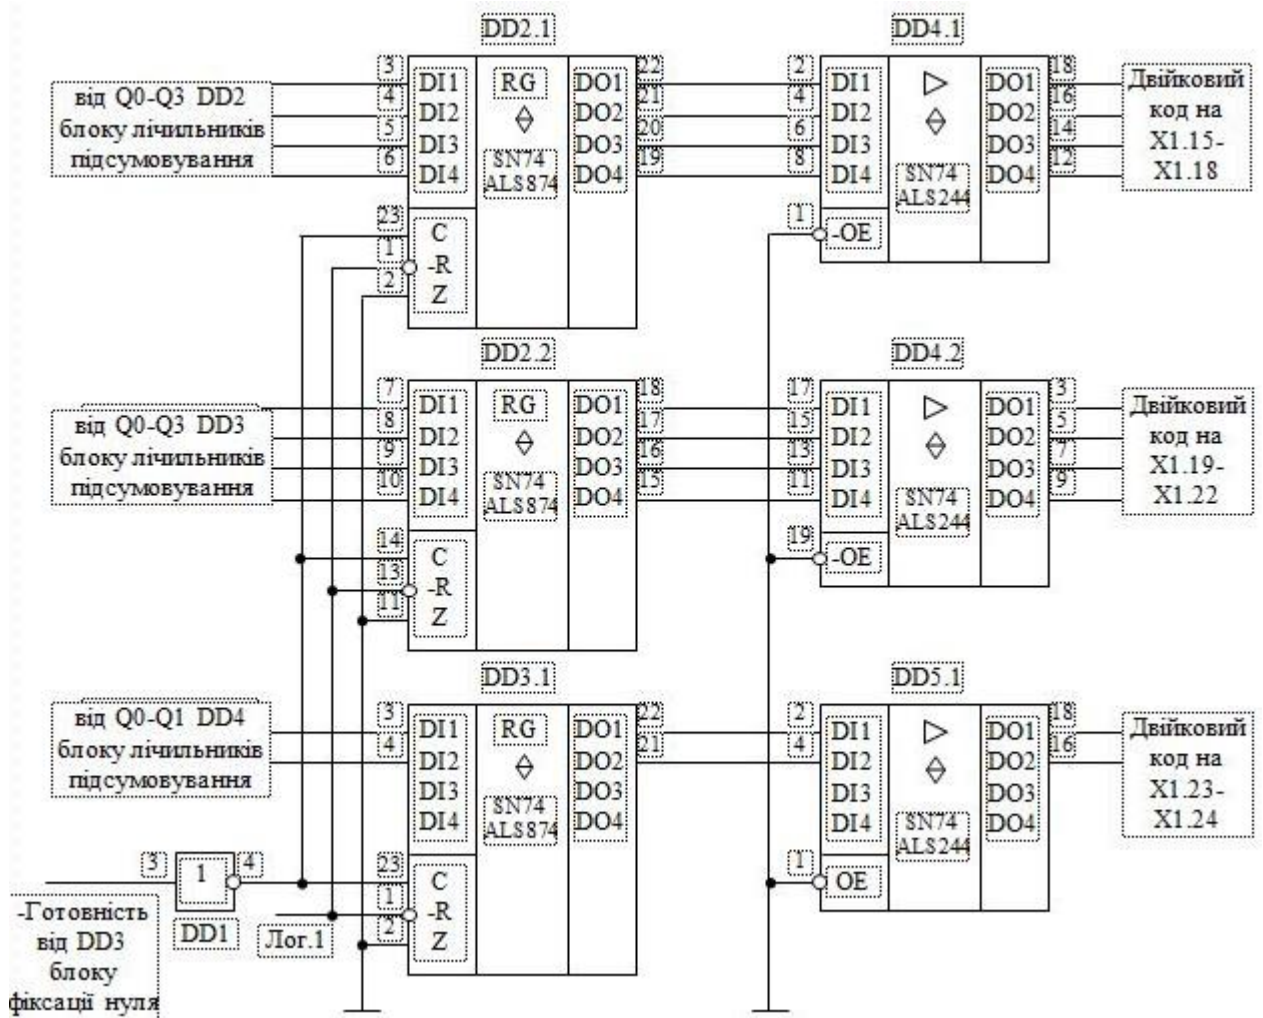 DD2.1
DD4.1
від Q0-Q3 DD2
блоку лічильників
підсумовування
3
4
5
6
23
1
2
DI1
DI2
DI3
DI4
C
-R
Z
RG
SN74
ALS874
DO1
DO2
DO3
DO4
22
21
20
19
2
4
6
8
1
DI1
DI2
DI3
DI4
-OE
SN74
ALS244
DO1
DO2
DO3
DO4
18
16
14
12
Двійковий
код на
X1.15-
X1.18
DD2.2
DD4.2
від Q0-Q3 DD3
блоку лічильників
підсумовування
7
8
9
10
14
13
11
DI1
DI2
DI3
DI4
C
-R
Z
RG
SN74
ALS874
DO1
DO2
DO3
DO4
18
17
16
15
17
15
13
11
19
DI1
DI2
DI3
DI4
-OE
SN74
ALS244
DO1
DO2
DO3
DO4
3
5
7
9
Двійковий
код на
X1.19-
X1.22
DD3.1
DD5.1
від Q0-Q1 DD4
блоку лічильників
підсумовування
3
4
23
1
2
DI1
DI2
DI3
DI4
C
-R
Z
RG
SN74
ALS874
DO1
DO2
DO3
DO4
22
21
2
4
1
DI1
DI2
DI3
DI4
OE
SN74
ALS244
DO1
DO2
DO3
DO4
18
16
Двійковий
код на
X1.23-
X1.24
3
1
4
DD1
Лог.1
-Готовність
від DD3
блоку
фіксації нуля